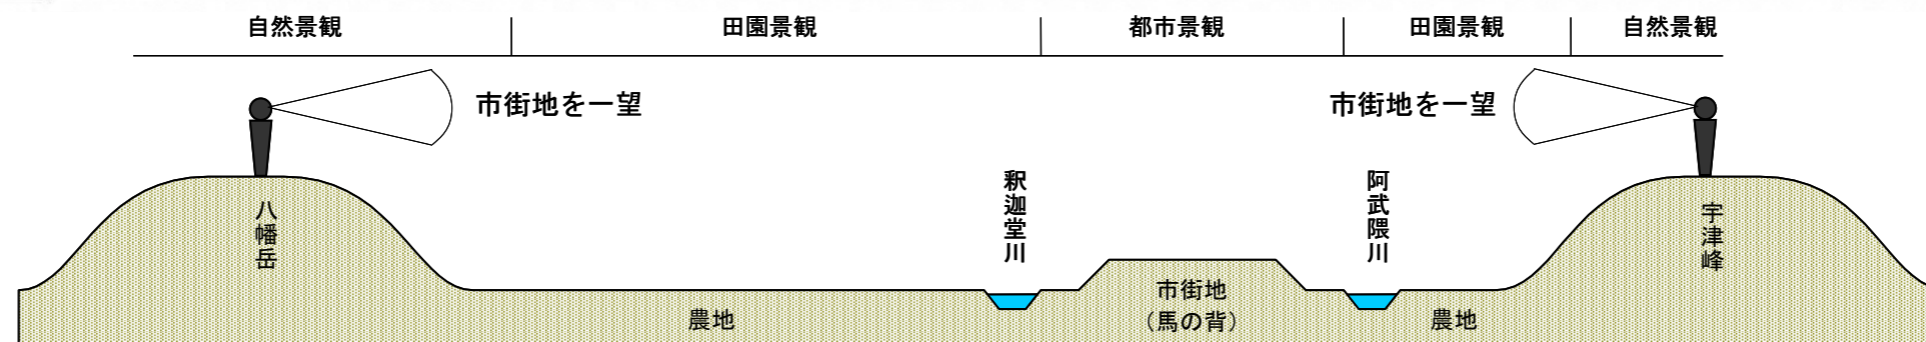 自然景観
田園景観
都市景観
田園景観
自然景観
市街地を一望
市街地を一望
釈迦堂川
阿武隈川
八幡岳
宇津峰
市街地
（馬の背）
農地
農地